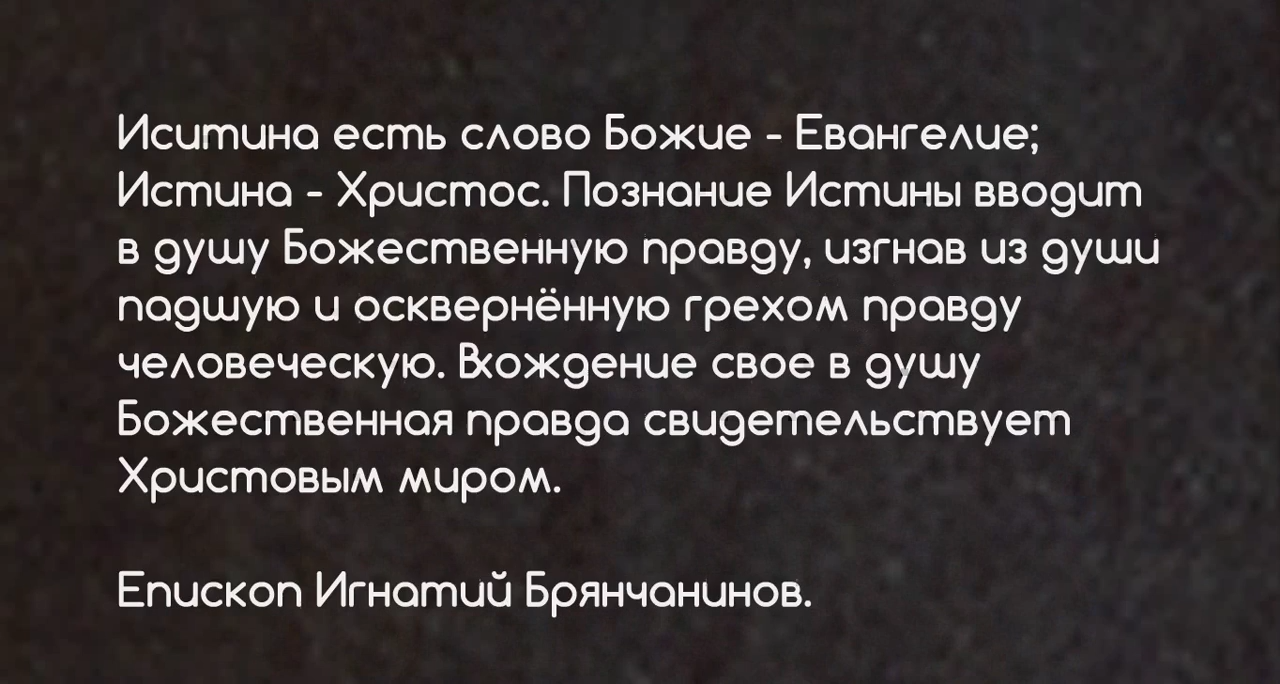 Иситина есть слово Божие - Евангелие;
Истина - Христос. Познание Истины вводит
в душу Божественную правду, изгнав из души
падшую и осквернённую грехом правду
человеческую. Вхождение свое в душу
Божественная правда свидетельствует
Христовым миром.
Епископ Игнатий Брянчанинов.